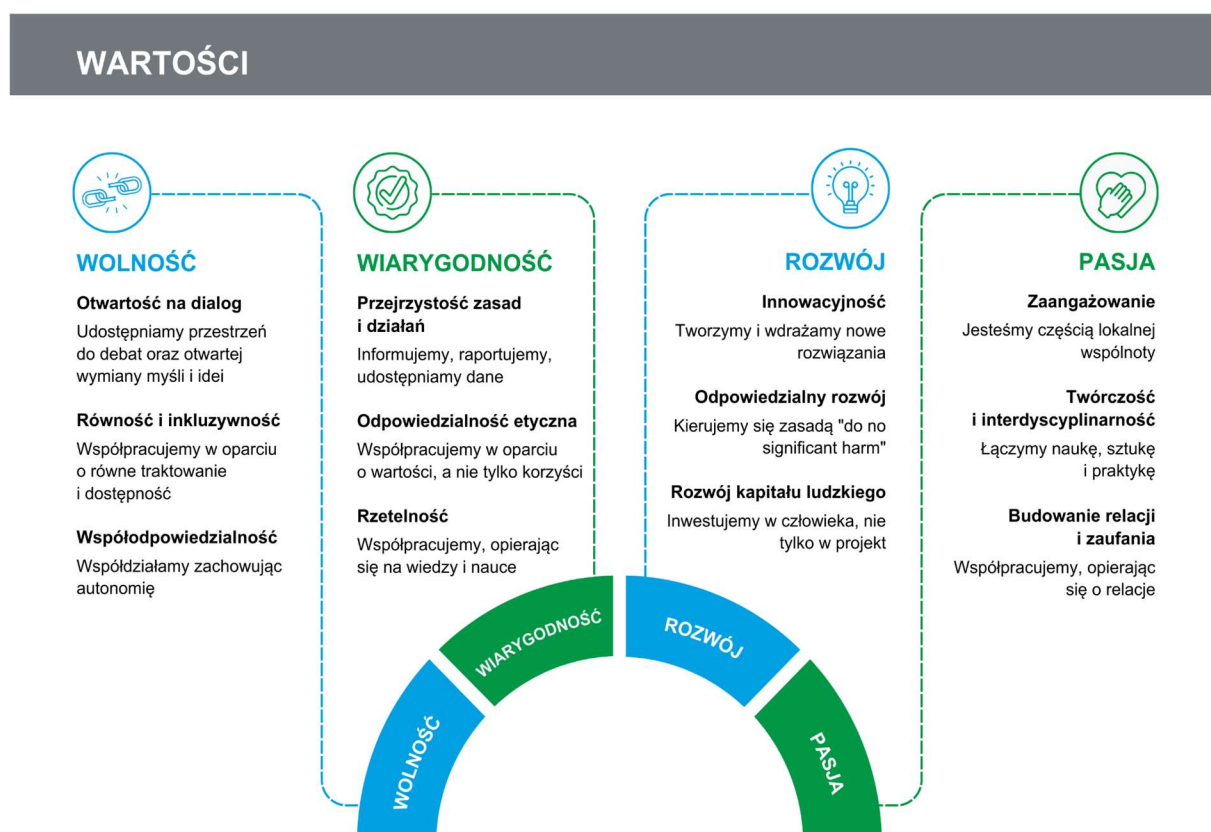 WARTOŚCI
WOLNOŚĆ
Otwartość na dialog
Udostępniamy przestrzeń
do debat oraz otwartej
wymiany myśli i idei
Równość i inkluzywność
Współpracujemy w oparciu
o równe traktowanie
i dostępność
Współodpowiedzialność
Współdziałamy zachowując
autonomię
WIARYGODNOŚĆ
Przejrzystość zasad
i działań
Informujemy, raportujemy,
udostępniamy dane
Odpowiedzialność etyczna
Współpracujemy w oparciu
o wartości, a nie tylko korzyści
Rzetelność
Współpracujemy, opierając
się na wiedzy i nauce
ROZWÓJ
Innowacyjność
Tworzymy i wdrażamy nowe
rozwiązania
Odpowiedzialny rozwój
Kierujemy się zasadą "do no
significant harm"
Rozwój kapitału ludzkiego
Inwestujemy w człowieka, nie
tylko w projekt
PASJA
Zaangażowanie
Jesteśmy częścią lokalnej
wspólnoty
Twórczość
i interdyscyplinarność
Łączymy naukę, sztukę
i praktykę
Budowanie relacji
i zaufania
Współpracujemy, opierając
się o relacje
WOLNOŚĆ
WIARYGODNOŚĆ
ROZWÓJ
PASJA